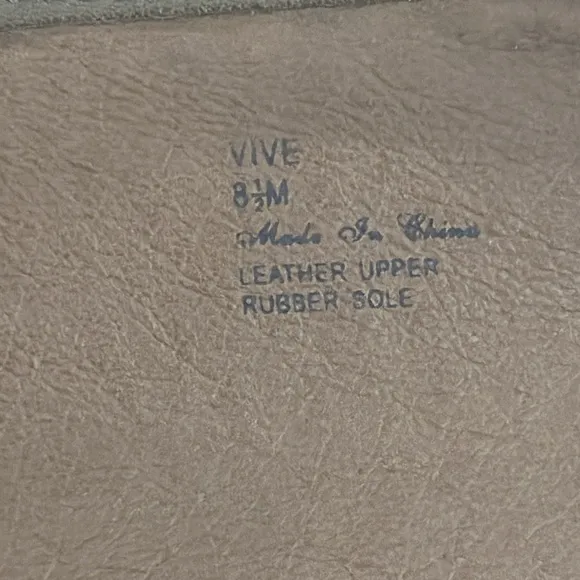 VIVE
8½M
Made In China
LEATHER UPPER
RUBBER SOLE